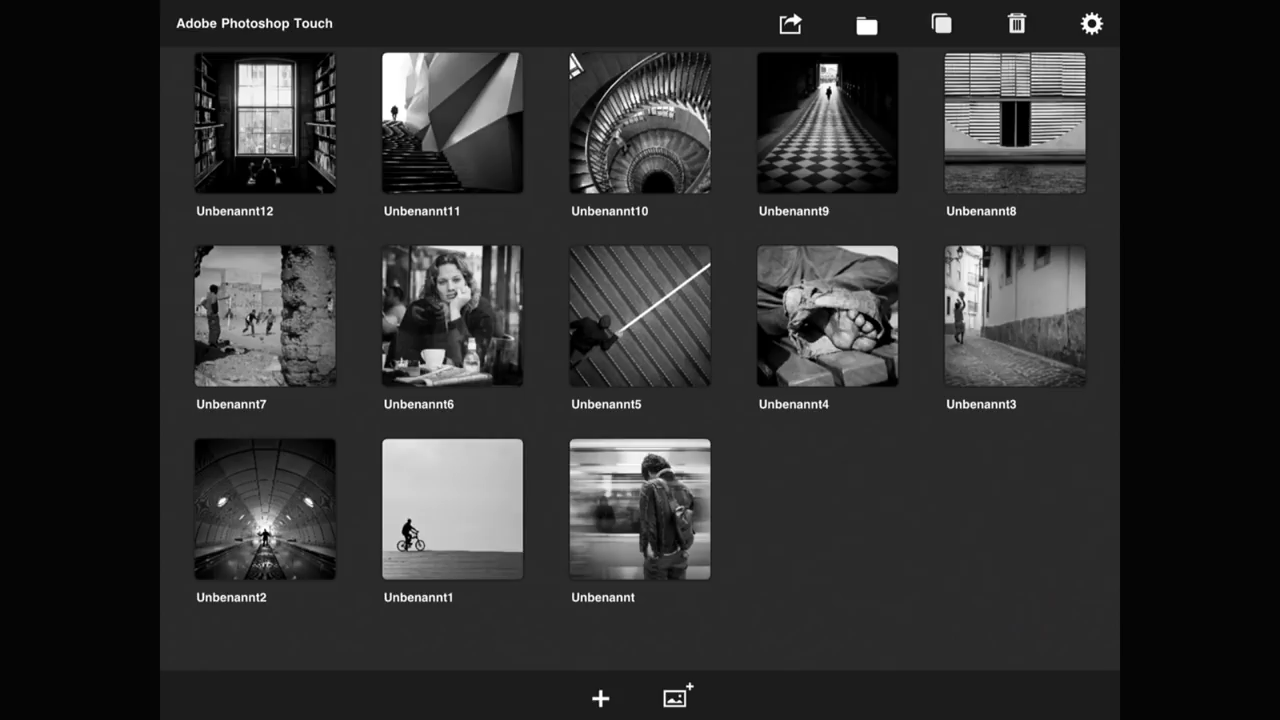 Adobe Photoshop Touch
Unbenannt12
Unbenannt11
Unbenannt10
Unbenannt9
Unbenannt8
Unbenannt7
Unbenannt6
Unbenannt5
Unbenannt4
Unbenannt3
Unbenannt2
Unbenannt1
Unbenannt